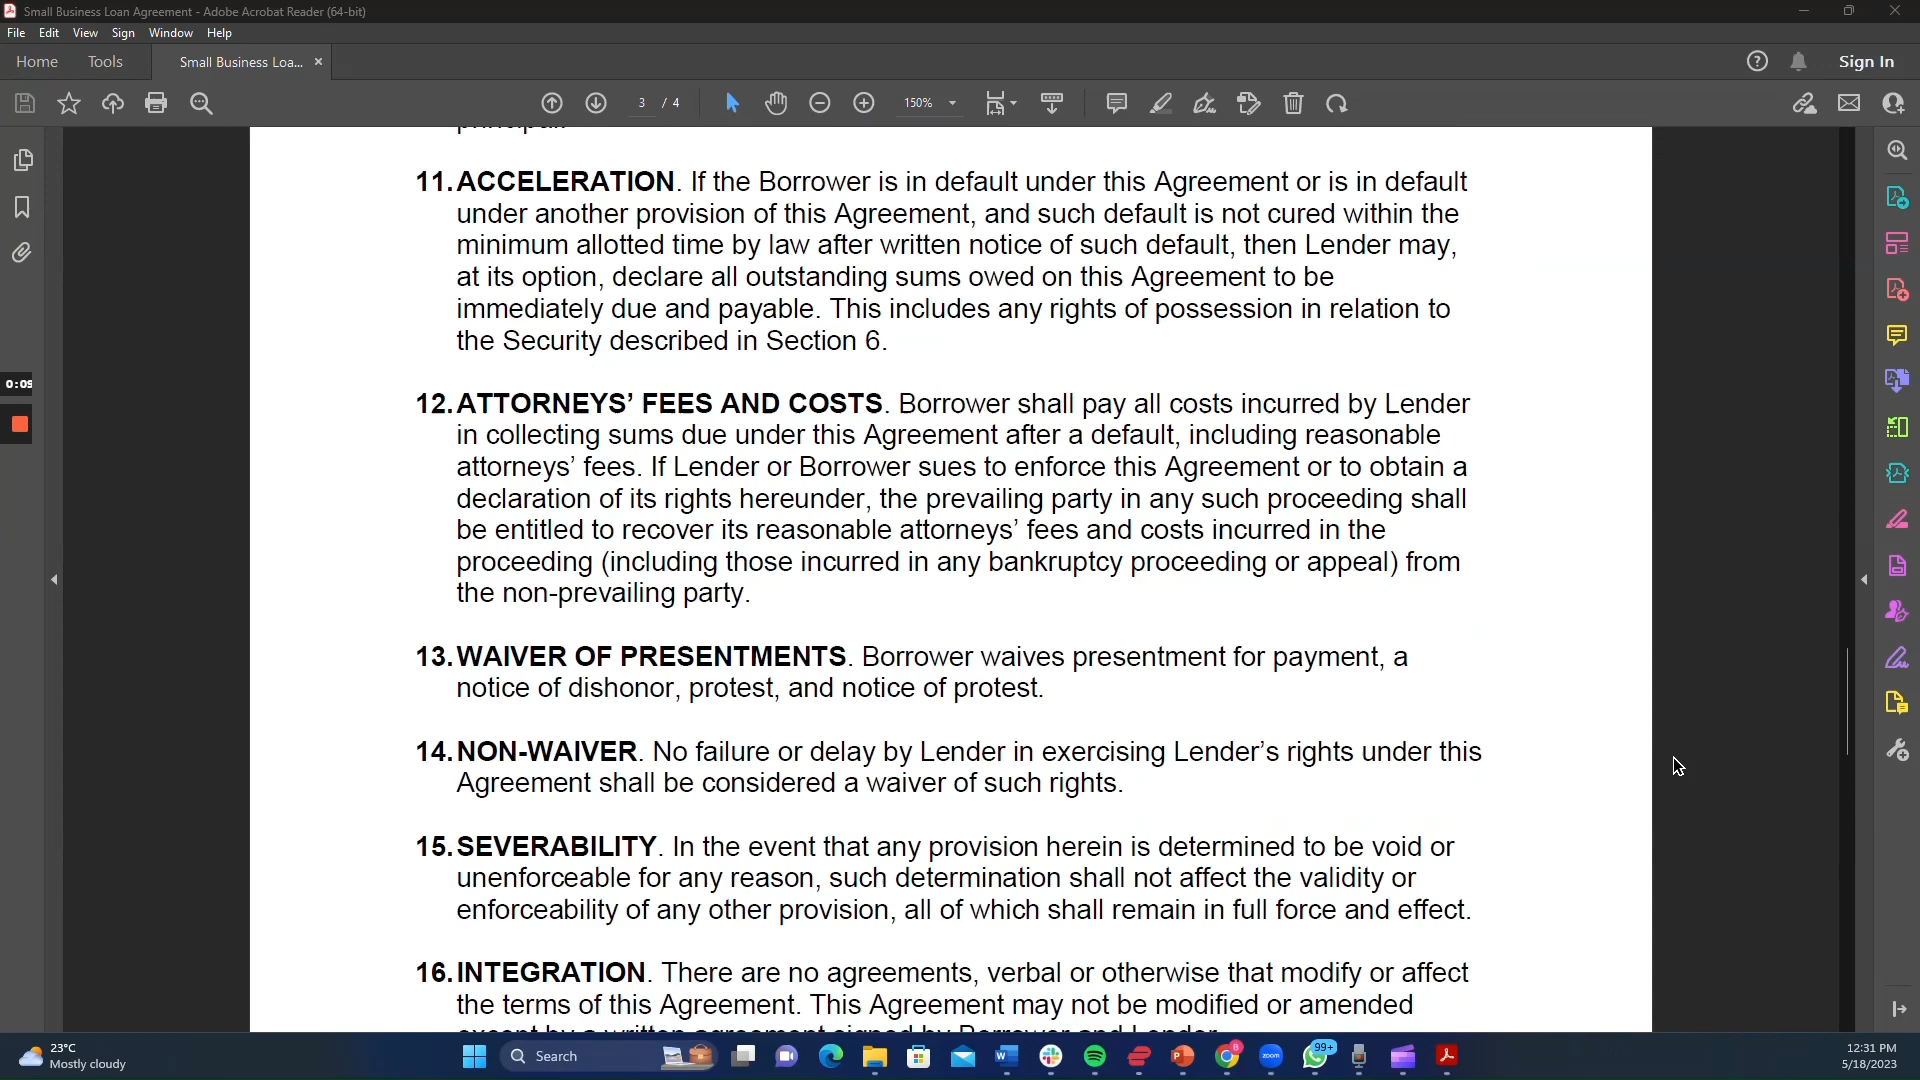 Small Business Loan Agreement - Adobe Acrobat Reader (64-bit)
File Edit View Sign Window Help
Home Tools Small Business Loa... × Sign In
3 / 4 150%
11. ACCELERATION. If the Borrower is in default under this Agreement or is in default
under another provision of this Agreement, and such default is not cured within the
minimum allotted time by law after written notice of such default, then Lender may,
at its option, declare all outstanding sums owed on this Agreement to be
immediately due and payable. This includes any rights of possession in relation to
the Security described in Section 6.
0:09
12. ATTORNEYS’ FEES AND COSTS. Borrower shall pay all costs incurred by Lender
in collecting sums due under this Agreement after a default, including reasonable
attorneys’ fees. If Lender or Borrower sues to enforce this Agreement or to obtain a
declaration of its rights hereunder, the prevailing party in any such proceeding shall
be entitled to recover its reasonable attorneys’ fees and costs incurred in the
proceeding (including those incurred in any bankruptcy proceeding or appeal) from
the non-prevailing party.
13. WAIVER OF PRESENTMENTS. Borrower waives presentment for payment, a
notice of dishonor, protest, and notice of protest.
14. NON-WAIVER. No failure or delay by Lender in exercising Lender’s rights under this
Agreement shall be considered a waiver of such rights.
15. SEVERABILITY. In the event that any provision herein is determined to be void or
unenforceable for any reason, such determination shall not affect the validity or
enforceability of any other provision, all of which shall remain in full force and effect.
16. INTEGRATION. There are no agreements, verbal or otherwise that modify or affect
the terms of this Agreement. This Agreement may not be modified or amended
except by a written agreement signed by Borrower and Lender.
23°C
Mostly cloudy
Search
zoom
99+
12:31 PM
5/18/2023